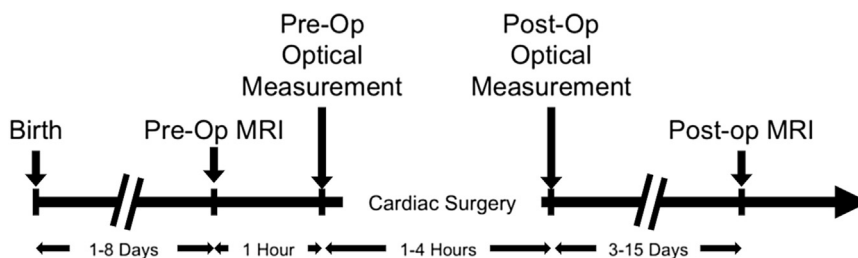 Pre-Op
Optical
Measurement
Post-Op
Optical
Measurement
Birth
Pre-Op MRI
Post-op MRI
Cardiac Surgery
1-8 Days
1 Hour
1-4 Hours
3-15 Days